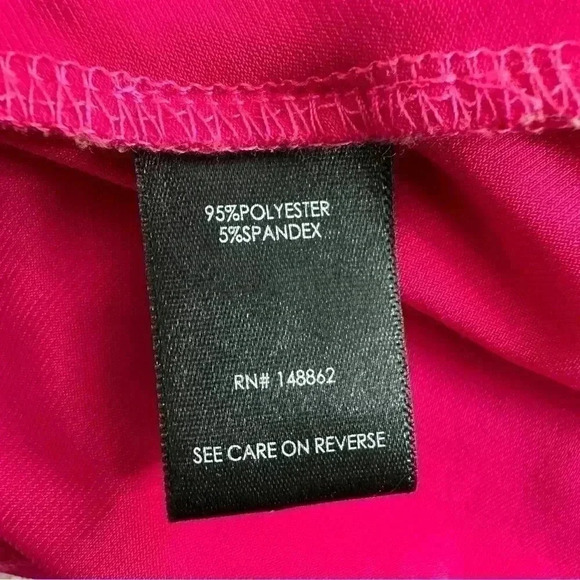 95%POLYESTER
5%SPANDEX
RN# 148862
SEE CARE ON REVERSE